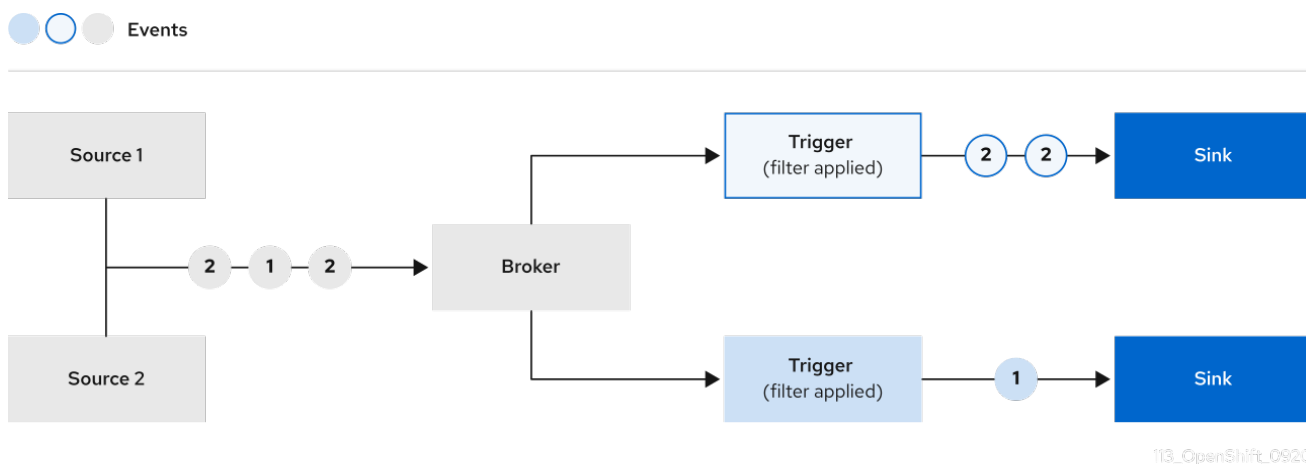 Events
Source 1
Trigger
(filter applied)
2
2
Sink
2
1
2
Broker
Source 2
Trigger
(filter applied)
1
Sink
113_OpenShift_0920